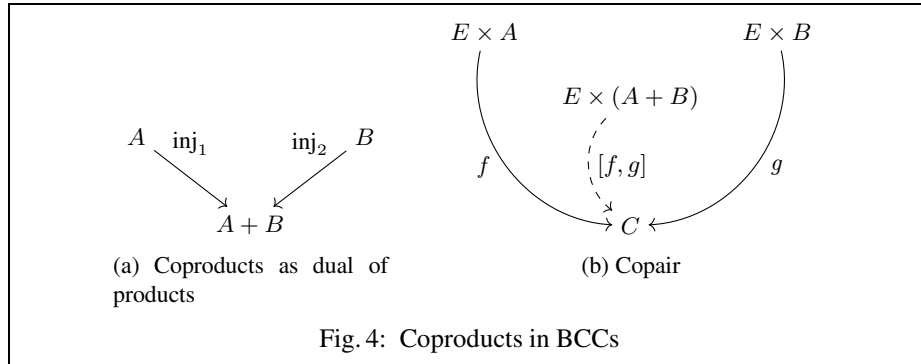 E × A
E × B
E × (A + B)
A
inj₁
inj₂
B
f
[f, g]
g
A + B
C
(a) Coproducts as dual of
products
(b) Copair
Fig. 4: Coproducts in BCCs